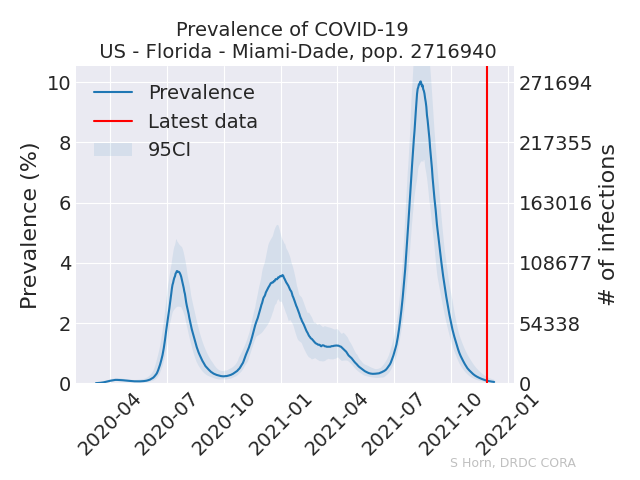 Prevalence of COVID-19
US - Florida - Miami-Dade, pop. 2716940
Prevalence
Latest data
95CI
Prevalence (%)
10
8
6
4
2
0
271694
217355
163016
108677
54338
0
# of infections
2020-04
2020-07
2020-10
2021-01
2021-04
2021-07
2021-10
2022-01
S Horn, DRDC CORA